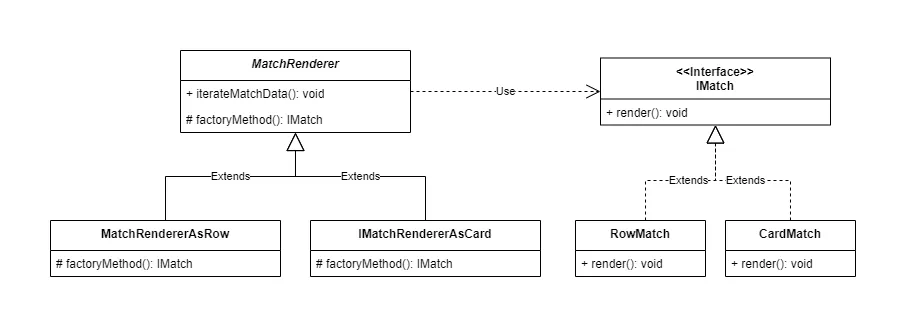 MatchRenderer
+ iterateMatchData(): void
# factoryMethod(): IMatch
Use
<<Interface>>
IMatch
+ render(): void
Extends
Extends
Extends
Extends
MatchRendererAsRow
# factoryMethod(): IMatch
IMatchRendererAsCard
# factoryMethod(): IMatch
RowMatch
+ render(): void
CardMatch
+ render(): void